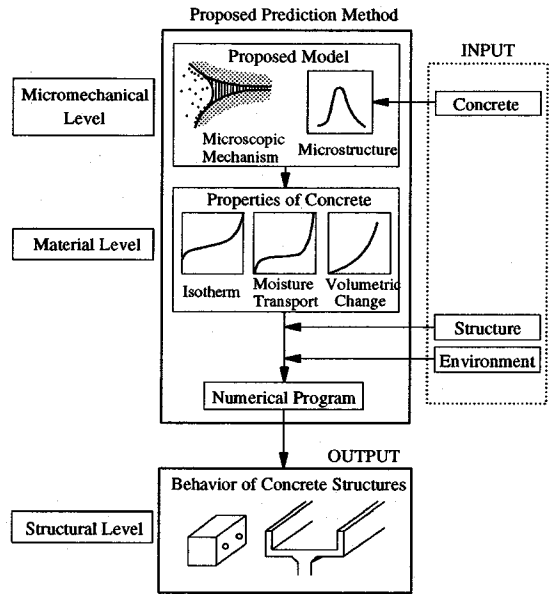 Proposed Prediction Method
INPUT
Proposed Model
Micromechanical
Level
Concrete
Microscopic
Mechanism
Microstructure
Properties of Concrete
Material Level
Isotherm
Moisture
Transport
Volumetric
Change
Structure
Environment
Numerical Program
OUTPUT
Behavior of Concrete Structures
Structural Level